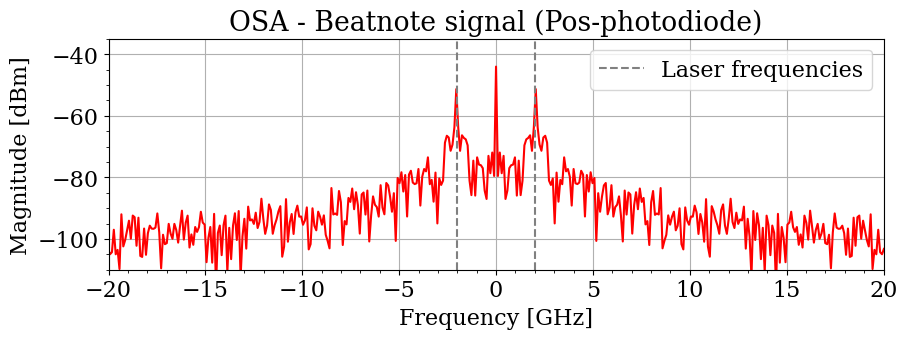 OSA - Beatnote signal (Pos-photodiode)
Laser frequencies
Magnitude [dBm]
−40
−60
−80
−100
−20 −15 −10 −5 0 5 10 15 20
Frequency [GHz]